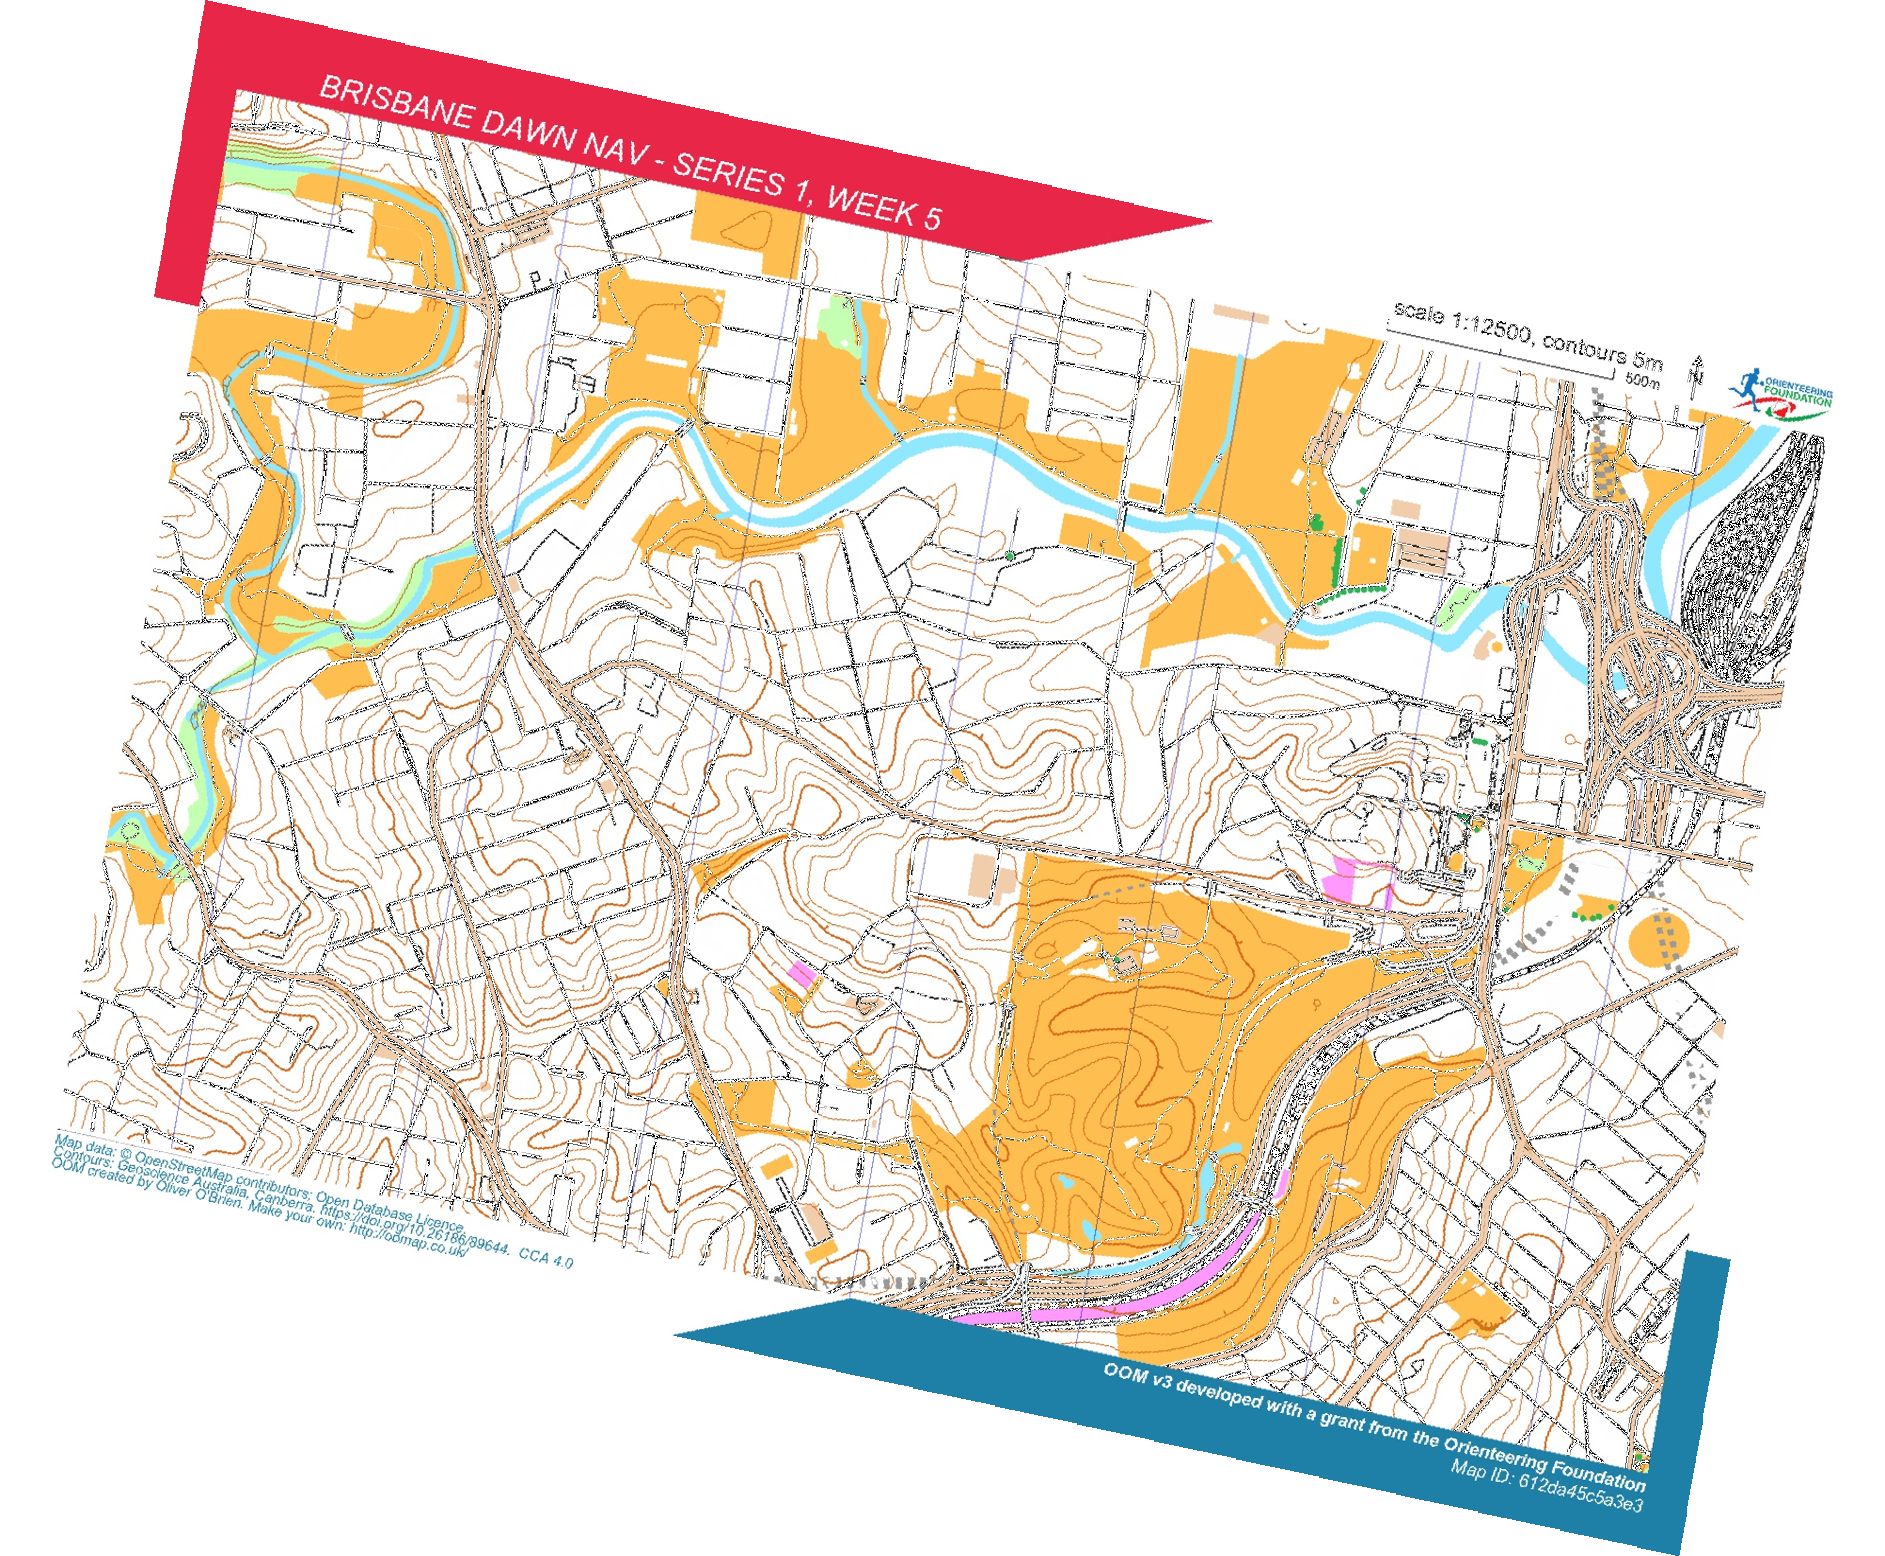 BRISBANE DAWN NAV - SERIES 1, WEEK 5
scale 1:12500, contours 5m
500m
N
ORIENTEERING
FOUNDATION
Map data: © OpenStreetMap contributors: Open Database Licence.
Contours: Geoscience Australia, Canberra. https://doi.org/10.26186/89644. CCA 4.0
OOM created by Oliver O'Brien. Make your own: http://oomap.co.uk/
OOM v3 developed with a grant from the Orienteering Foundation
Map ID: 612da45c5a3e3